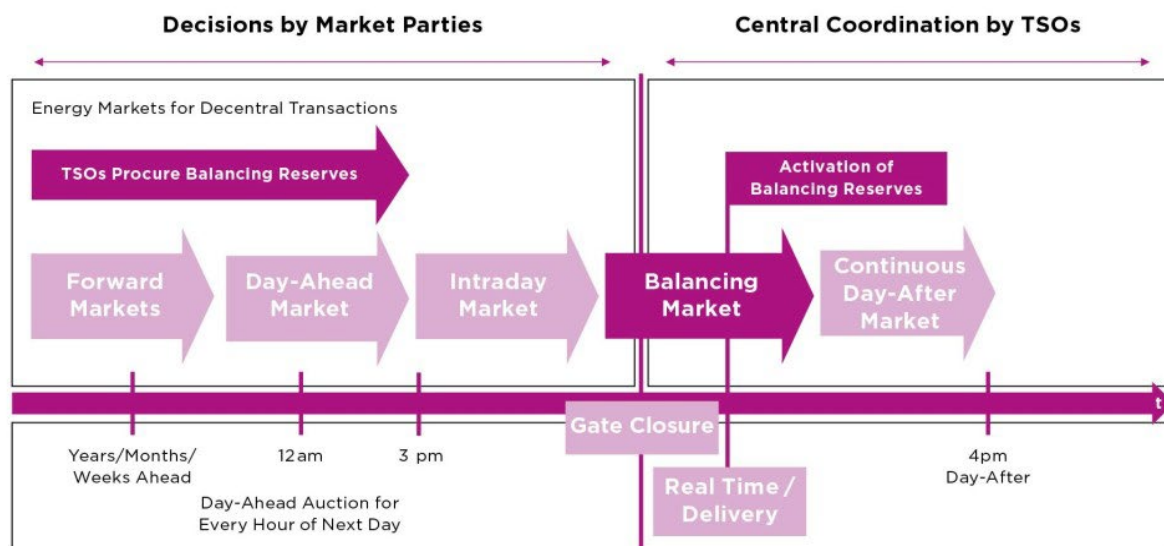 Decisions by Market Parties
Central Coordination by TSOs
Energy Markets for Decentral Transactions
TSOs Procure Balancing Reserves
Activation of
Balancing Reserves
Forward
Markets
Day-Ahead
Market
Intraday
Market
Balancing
Market
Continuous
Day-After
Market
t
Gate Closure
Years/Months/
Weeks Ahead
12am
3 pm
4pm
Day-After
Real Time /
Delivery
Day-Ahead Auction for
Every Hour of Next Day